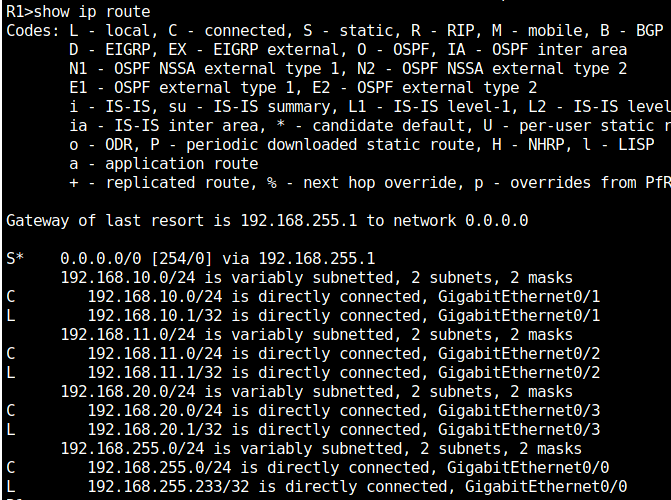 R1>show ip route
Codes: L - local, C - connected, S - static, R - RIP, M - mobile, B - BGP
       D - EIGRP, EX - EIGRP external, O - OSPF, IA - OSPF inter area
       N1 - OSPF NSSA external type 1, N2 - OSPF NSSA external type 2
       E1 - OSPF external type 1, E2 - OSPF external type 2
       i - IS-IS, su - IS-IS summary, L1 - IS-IS level-1, L2 - IS-IS level
       ia - IS-IS inter area, * - candidate default, U - per-user static r
       o - ODR, P - periodic downloaded static route, H - NHRP, l - LISP
       a - application route
       + - replicated route, % - next hop override, p - overrides from PfR
Gateway of last resort is 192.168.255.1 to network 0.0.0.0
S*    0.0.0.0/0 [254/0] via 192.168.255.1
      192.168.10.0/24 is variably subnetted, 2 subnets, 2 masks
C        192.168.10.0/24 is directly connected, GigabitEthernet0/1
L        192.168.10.1/32 is directly connected, GigabitEthernet0/1
      192.168.11.0/24 is variably subnetted, 2 subnets, 2 masks
C        192.168.11.0/24 is directly connected, GigabitEthernet0/2
L        192.168.11.1/32 is directly connected, GigabitEthernet0/2
      192.168.20.0/24 is variably subnetted, 2 subnets, 2 masks
C        192.168.20.0/24 is directly connected, GigabitEthernet0/3
L        192.168.20.1/32 is directly connected, GigabitEthernet0/3
      192.168.255.0/24 is variably subnetted, 2 subnets, 2 masks
C        192.168.255.0/24 is directly connected, GigabitEthernet0/0
L        192.168.255.233/32 is directly connected, GigabitEthernet0/0